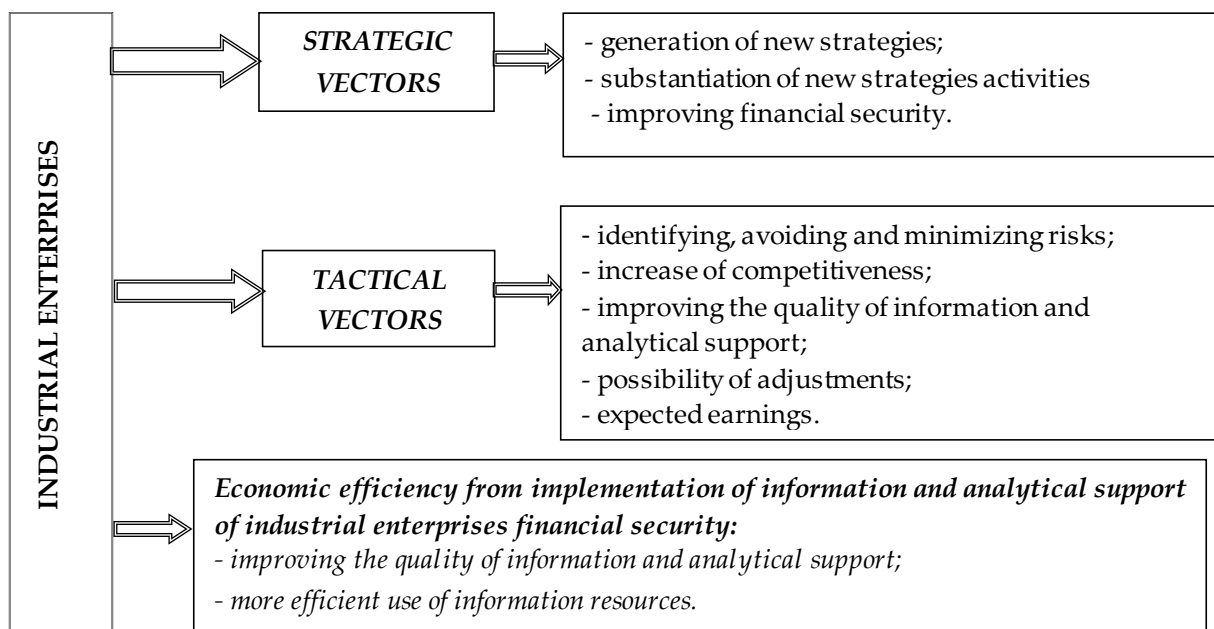 INDUSTRIAL ENTERPRISES
STRATEGIC
VECTORS
- generation of new strategies;
- substantiation of new strategies activities
- improving financial security.
TACTICAL
VECTORS
- identifying, avoiding and minimizing risks;
- increase of competitiveness;
- improving the quality of information and
analytical support;
- possibility of adjustments;
- expected earnings.
Economic efficiency from implementation of information and analytical support
of industrial enterprises financial security:
- improving the quality of information and analytical support;
- more efficient use of information resources.